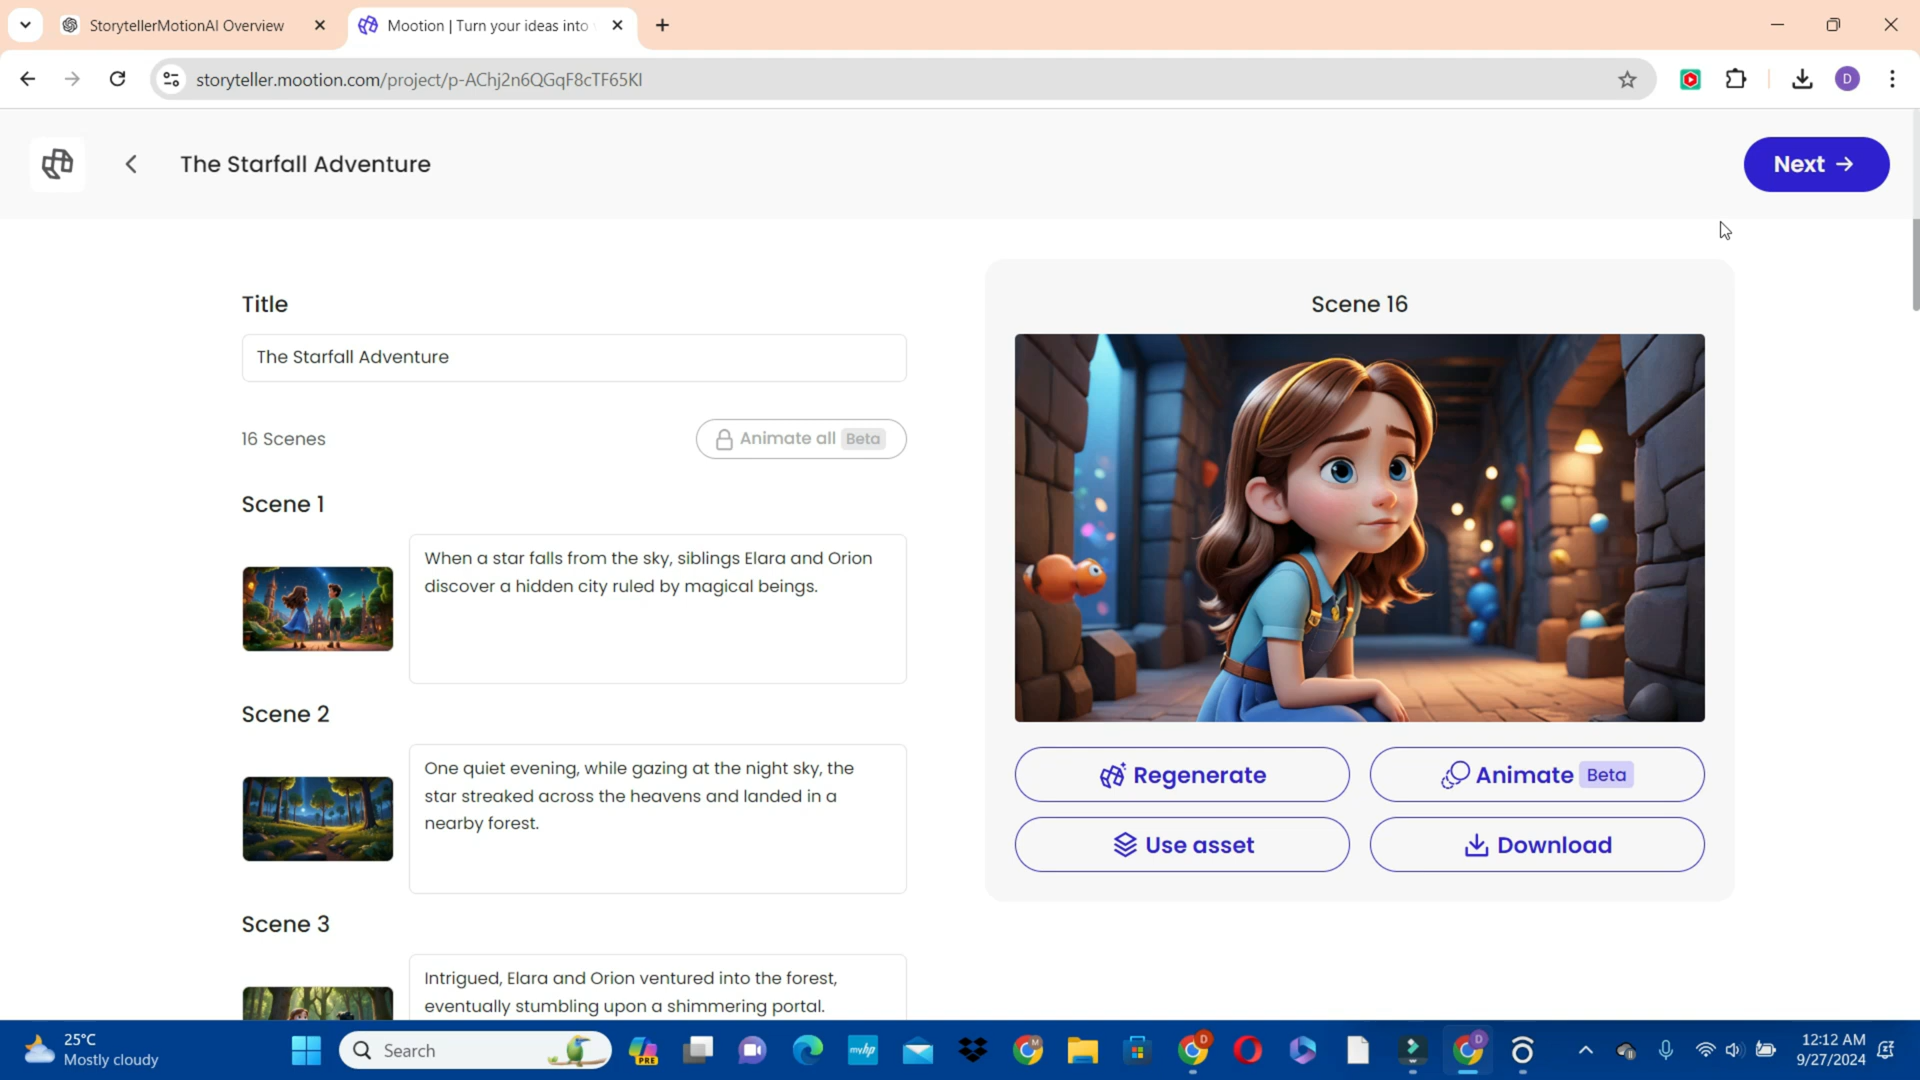 StorytellerMotionAI Overview
Mootion | Turn your ideas into
storyteller.mootion.com/project/p-AChj2n6QGqF8cTF65KI
D
The Starfall Adventure
Next
Title
The Starfall Adventure
16 Scenes
Animate all Beta
Scene 1
When a star falls from the sky, siblings Elara and Orion
discover a hidden city ruled by magical beings.
Scene 2
One quiet evening, while gazing at the night sky, the
star streaked across the heavens and landed in a
nearby forest.
Scene 3
Intrigued, Elara and Orion ventured into the forest,
eventually stumbling upon a shimmering portal.
Scene 16
Regenerate
Animate Beta
Use asset
Download
25°C
Mostly cloudy
Search
PRE
myhp
M
D
D
12:12 AM
9/27/2024